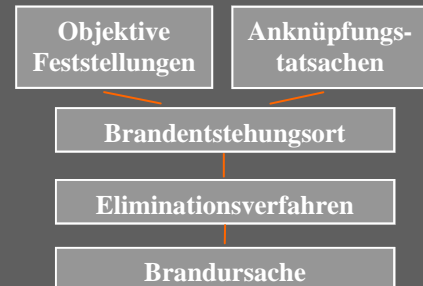 Objektive
Feststellungen
Anknüpfungs-
tatsachen
Brandentstehungsort
Eliminationsverfahren
Brandursache